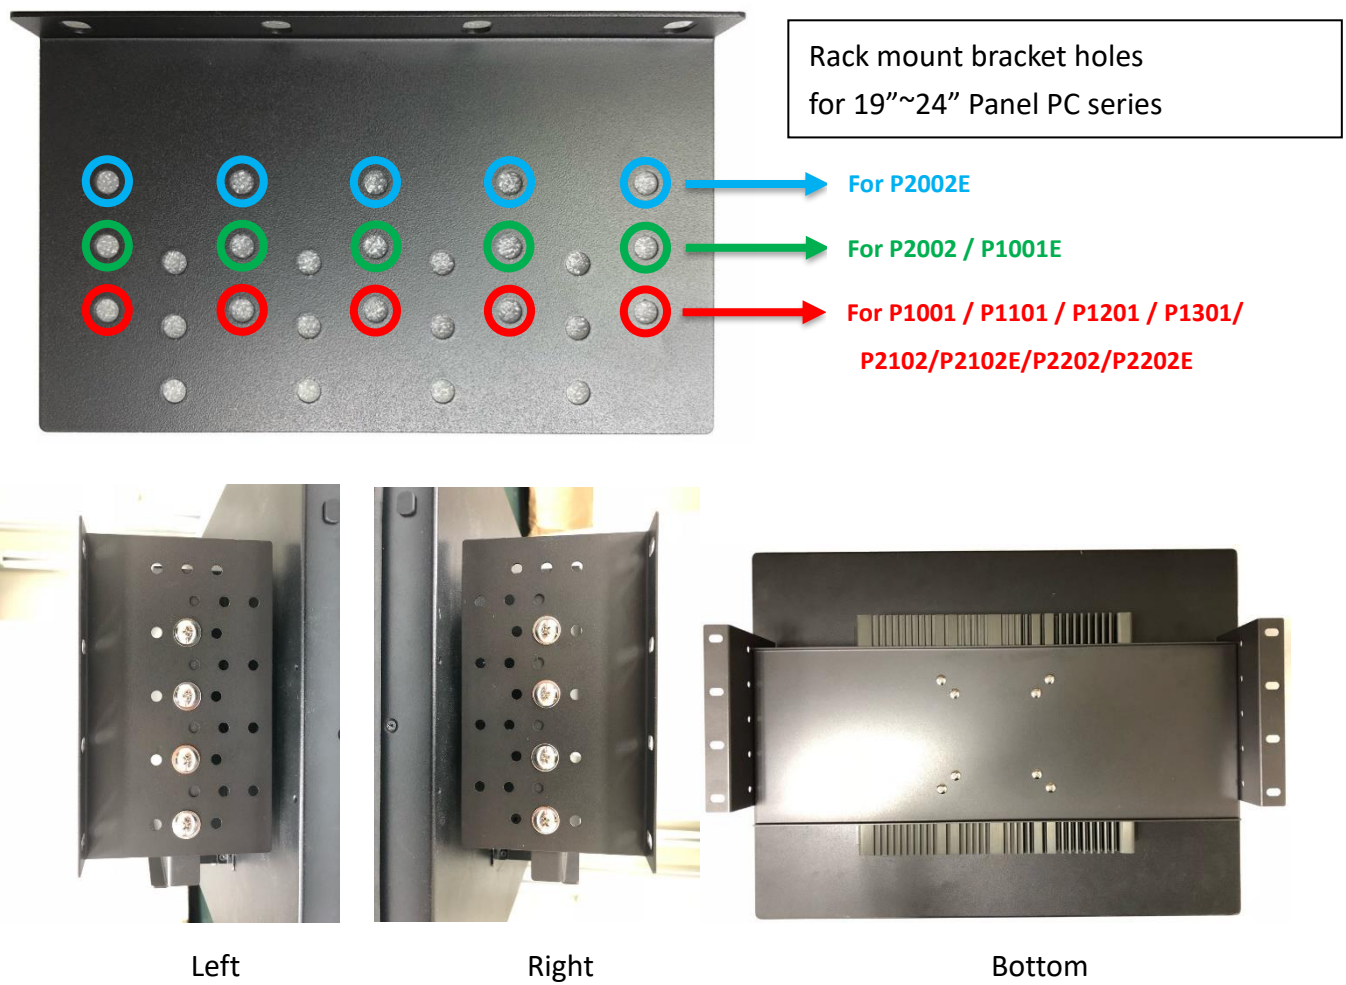 Rack mount bracket holes
for 19”~24” Panel PC series
For P2002E
For P2002 / P1001E
For P1001 / P1101 / P1201 / P1301/
P2102/P2102E/P2202/P2202E
Left
Right
Bottom